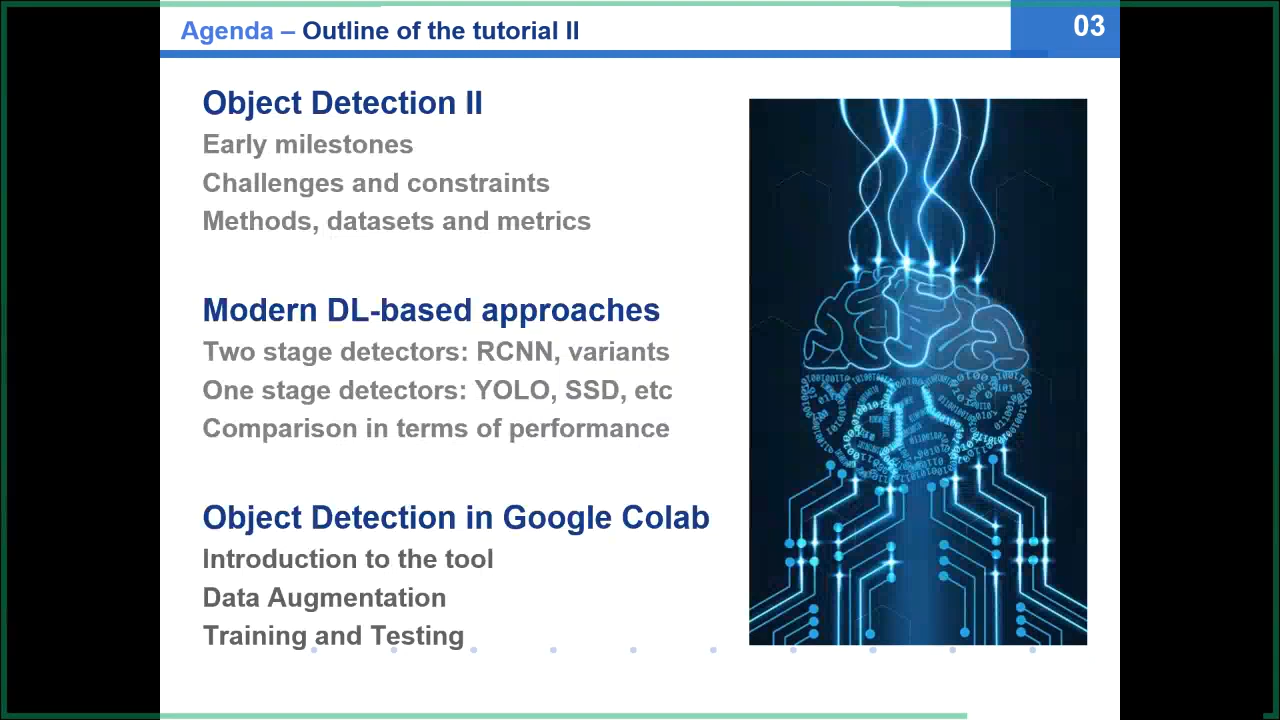 Agenda – Outline of the tutorial II
03
Object Detection II
Early milestones
Challenges and constraints
Methods, datasets and metrics
Modern DL-based approaches
Two stage detectors: RCNN, variants
One stage detectors: YOLO, SSD, etc
Comparison in terms of performance
Object Detection in Google Colab
Introduction to the tool
Data Augmentation
Training and Testing